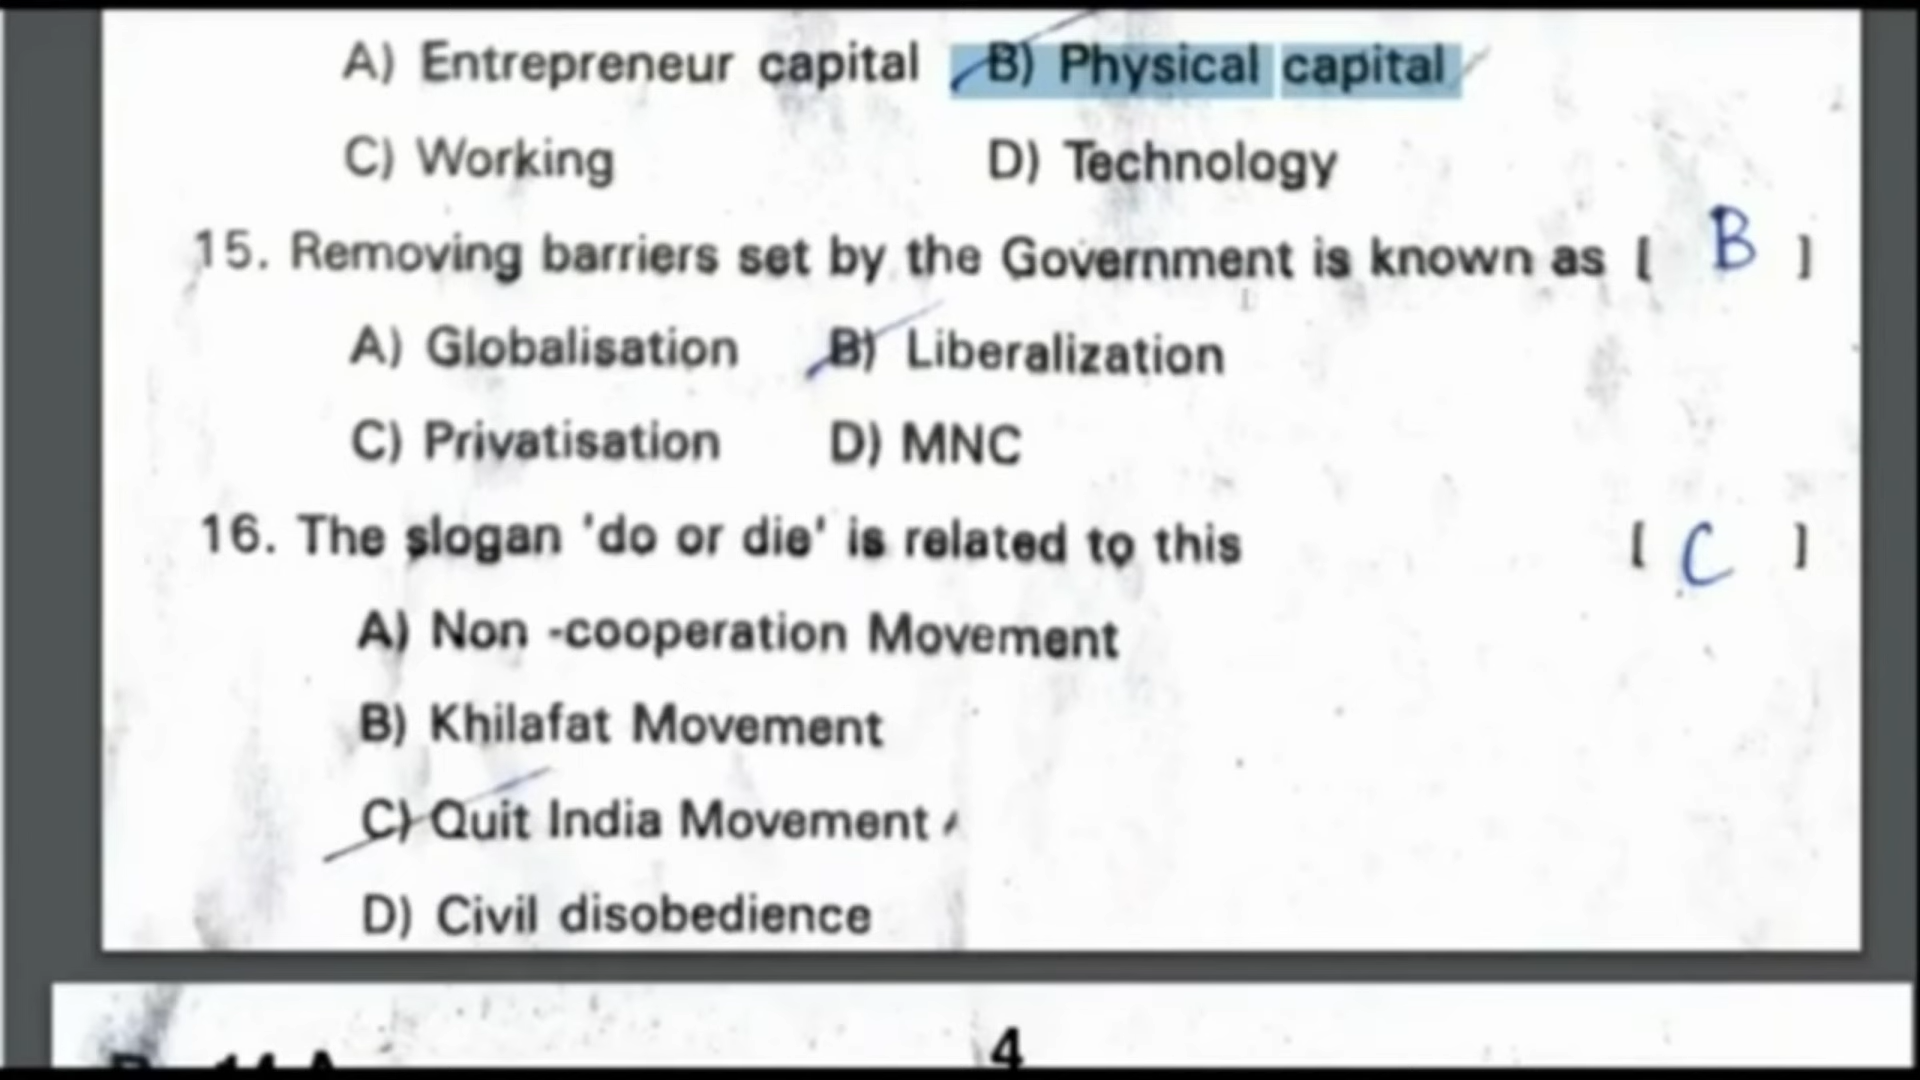 A) Entrepreneur capital B) Physical capital
C) Working D) Technology
15. Removing barriers set by the Government is known as [ B ]
A) Globalisation B) Liberalization
C) Privatisation D) MNC
16. The slogan 'do or die' is related to this [ C ]
A) Non -cooperation Movement
B) Khilafat Movement
C) Quit India Movement
D) Civil disobedience
4